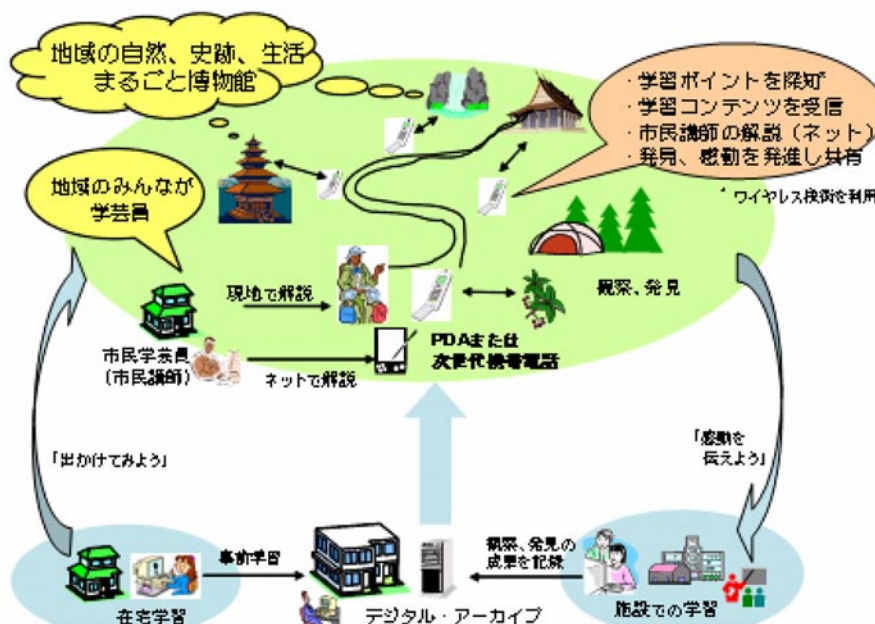 地域の自然、史跡、生活
まるごと博物館
・学習ポイントを探知
・学習コンテンツを受信
・市民講師の解説（ネット）
・発見、感動を発進し共有
ワイヤレス技術を利用
地域のみんなが
学芸員
現地で解説
観察、発見
市民学芸員
（市民講師）
ネットで解説
PDAまたは
次世代携帯電話
「出かけてみよう」
「感動を
伝えよう」
事前学習
観察、発見の
成果を記録
在宅学習
デジタル・アーカイブ
施設での学習